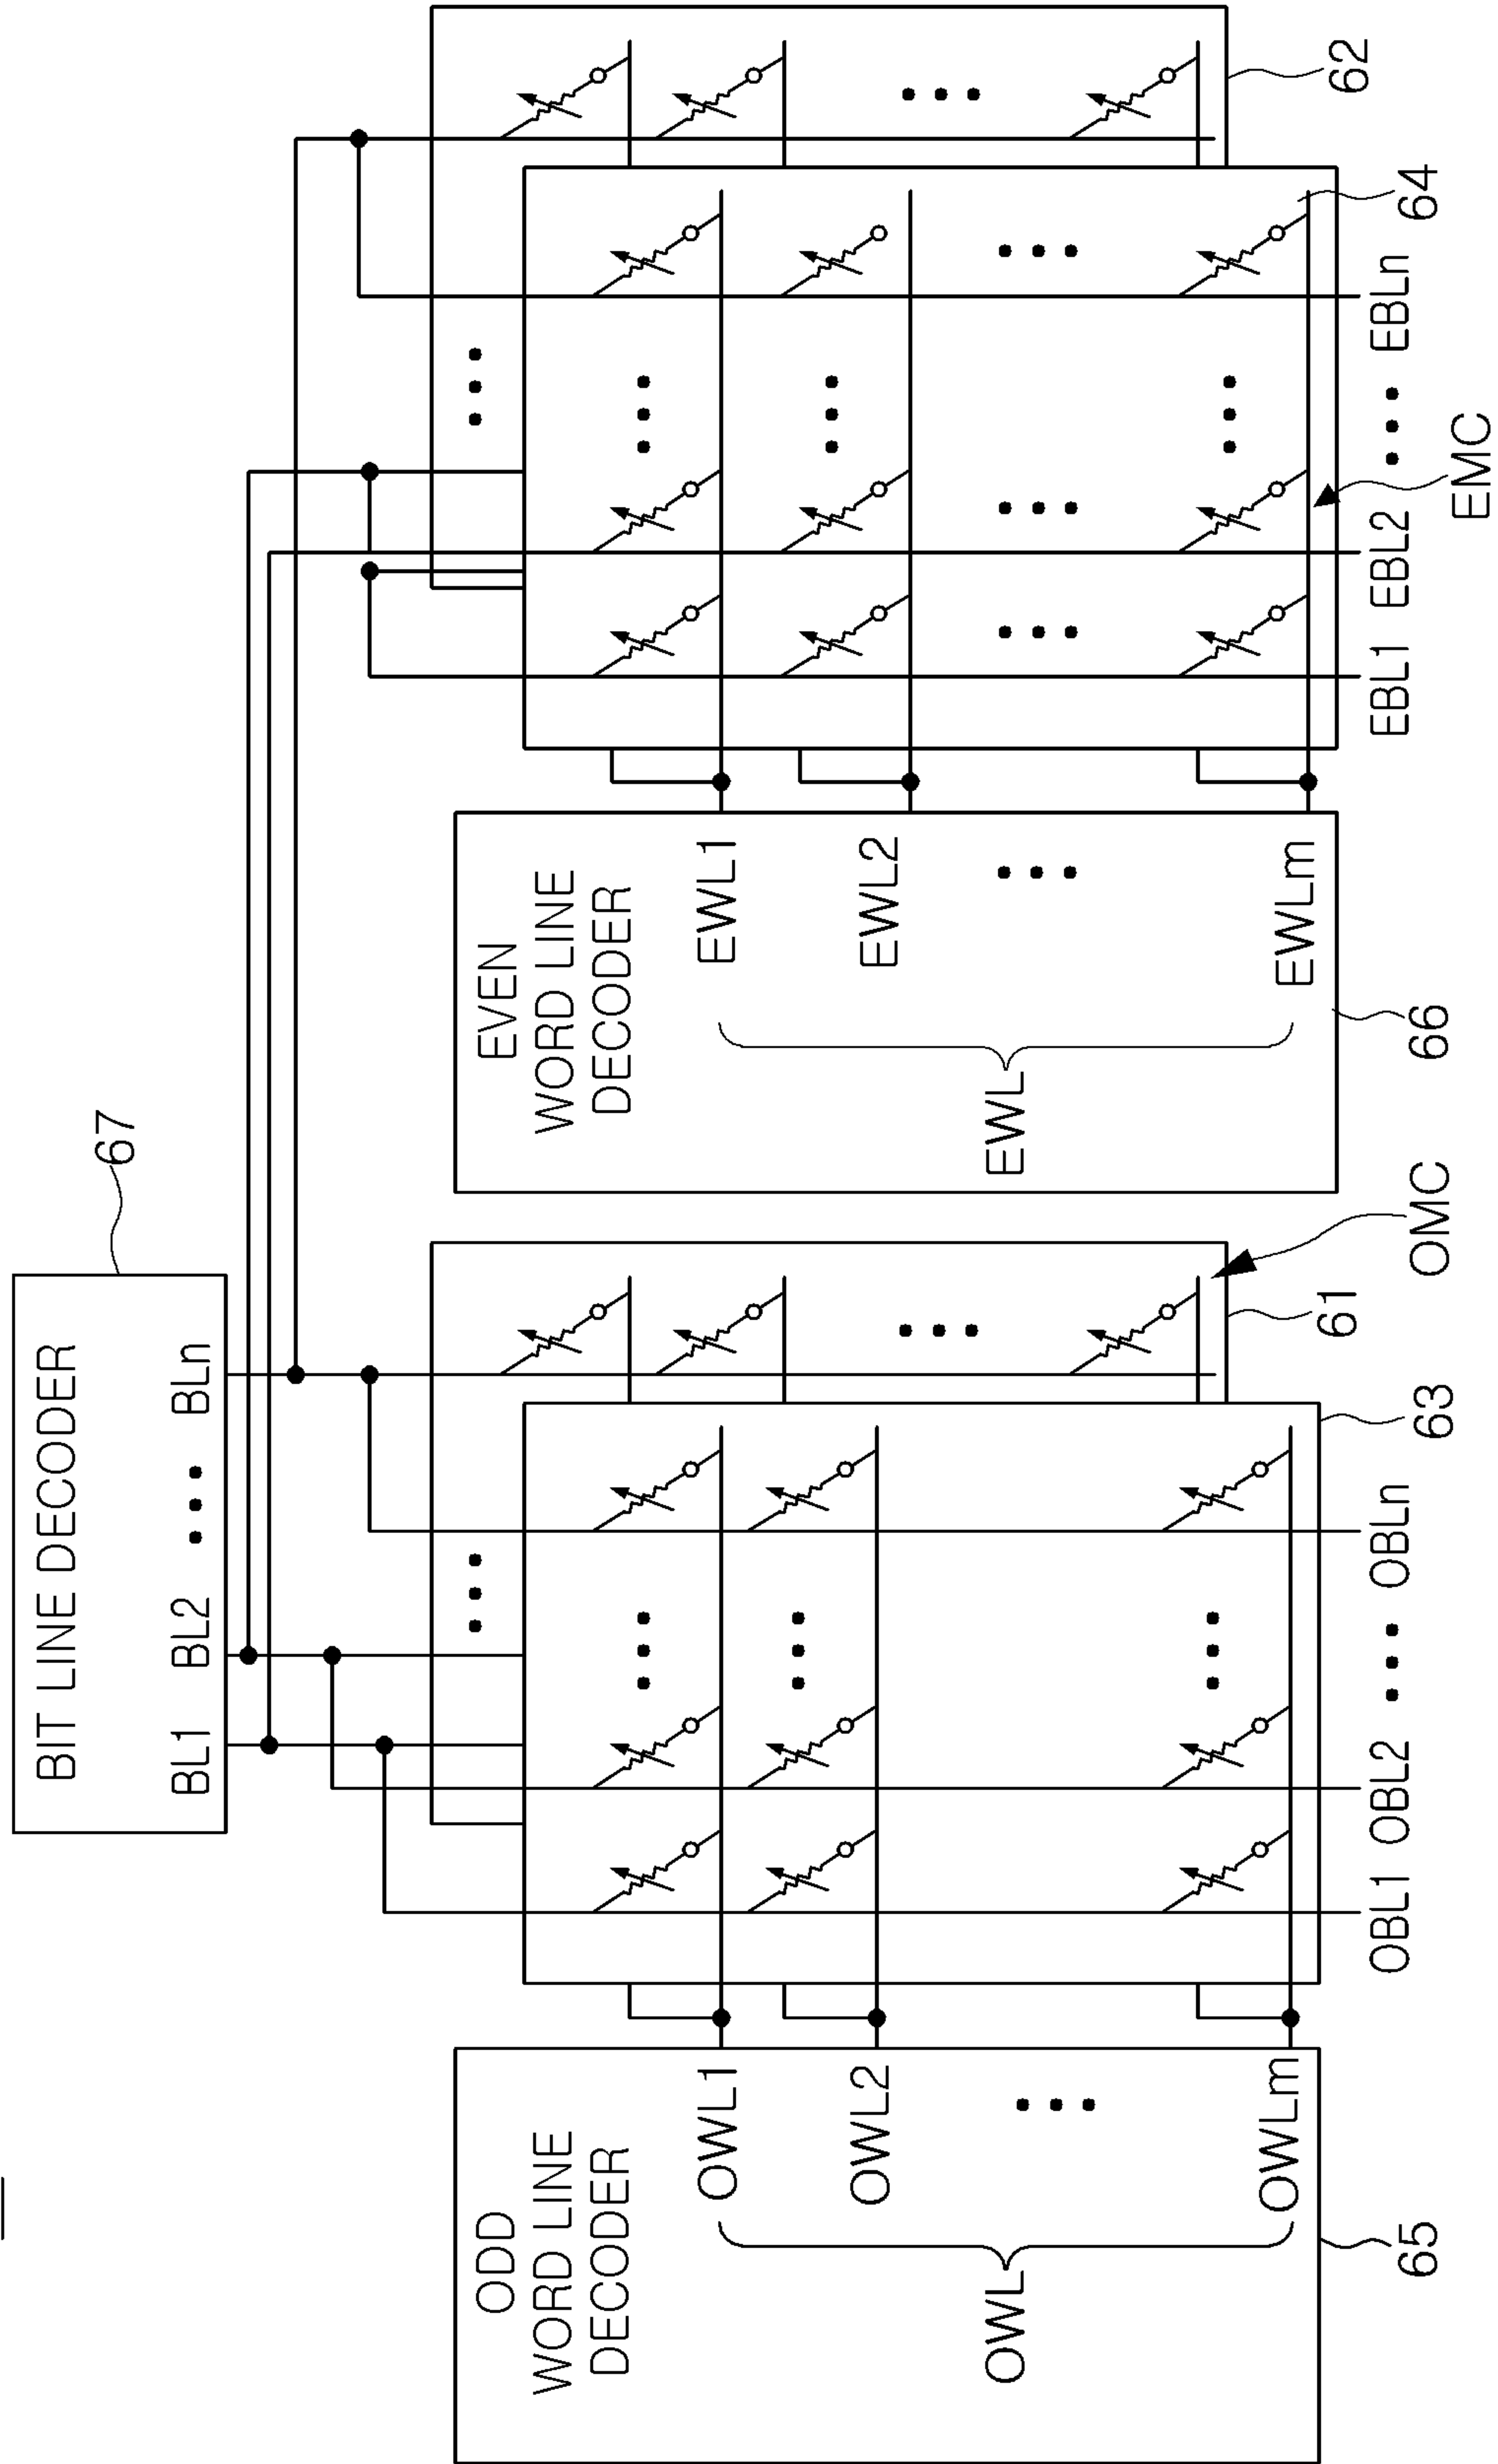 BIT LINE DECODER
BL1 BL2 ••• BLn
67
ODD
WORD LINE
DECODER
OWL1
OWL2
•••
OWLm
OWL
65
OBL1 OBL2 ••• OBLn
63
61
OMC
EVEN
WORD LINE
DECODER
EWL1
EWL2
•••
EWLm
EWL
66
EBL1 EBL2 ••• EBLn
EMC
64
62